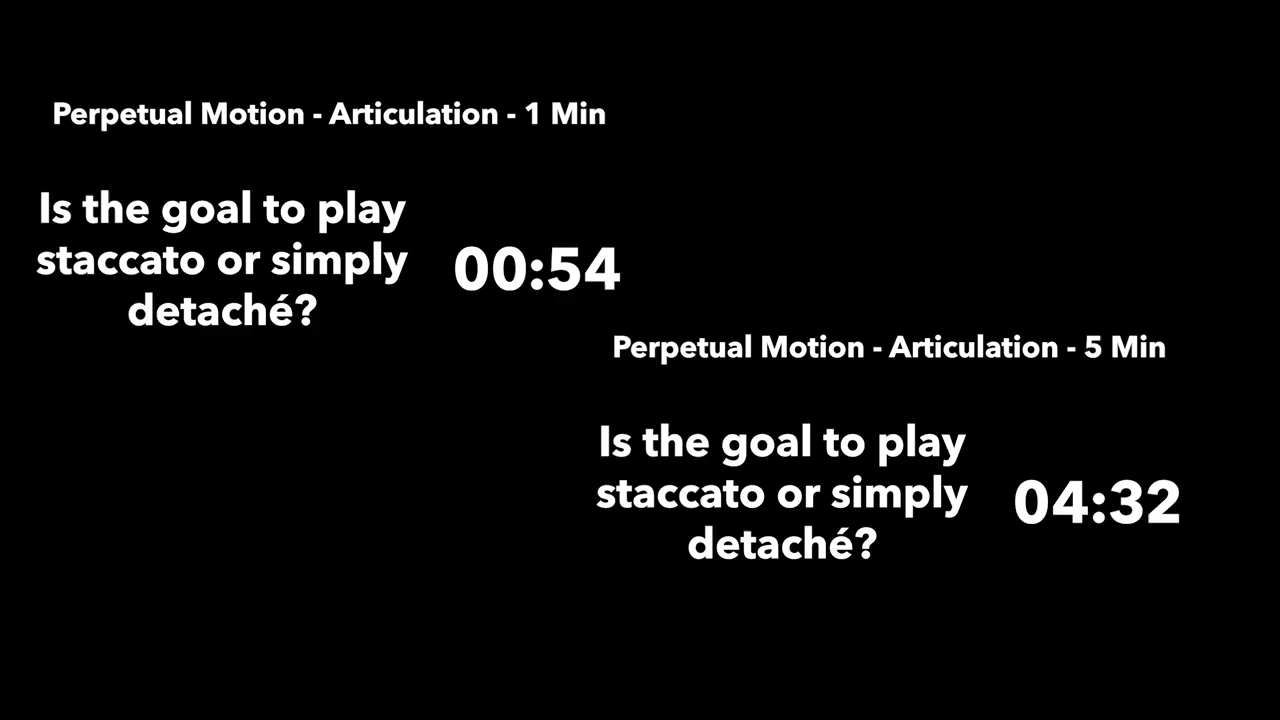 Perpetual Motion - Articulation - 1 Min
Is the goal to play
staccato or simply
detaché?
00:54
Perpetual Motion - Articulation - 5 Min
Is the goal to play
staccato or simply
detaché?
04:32